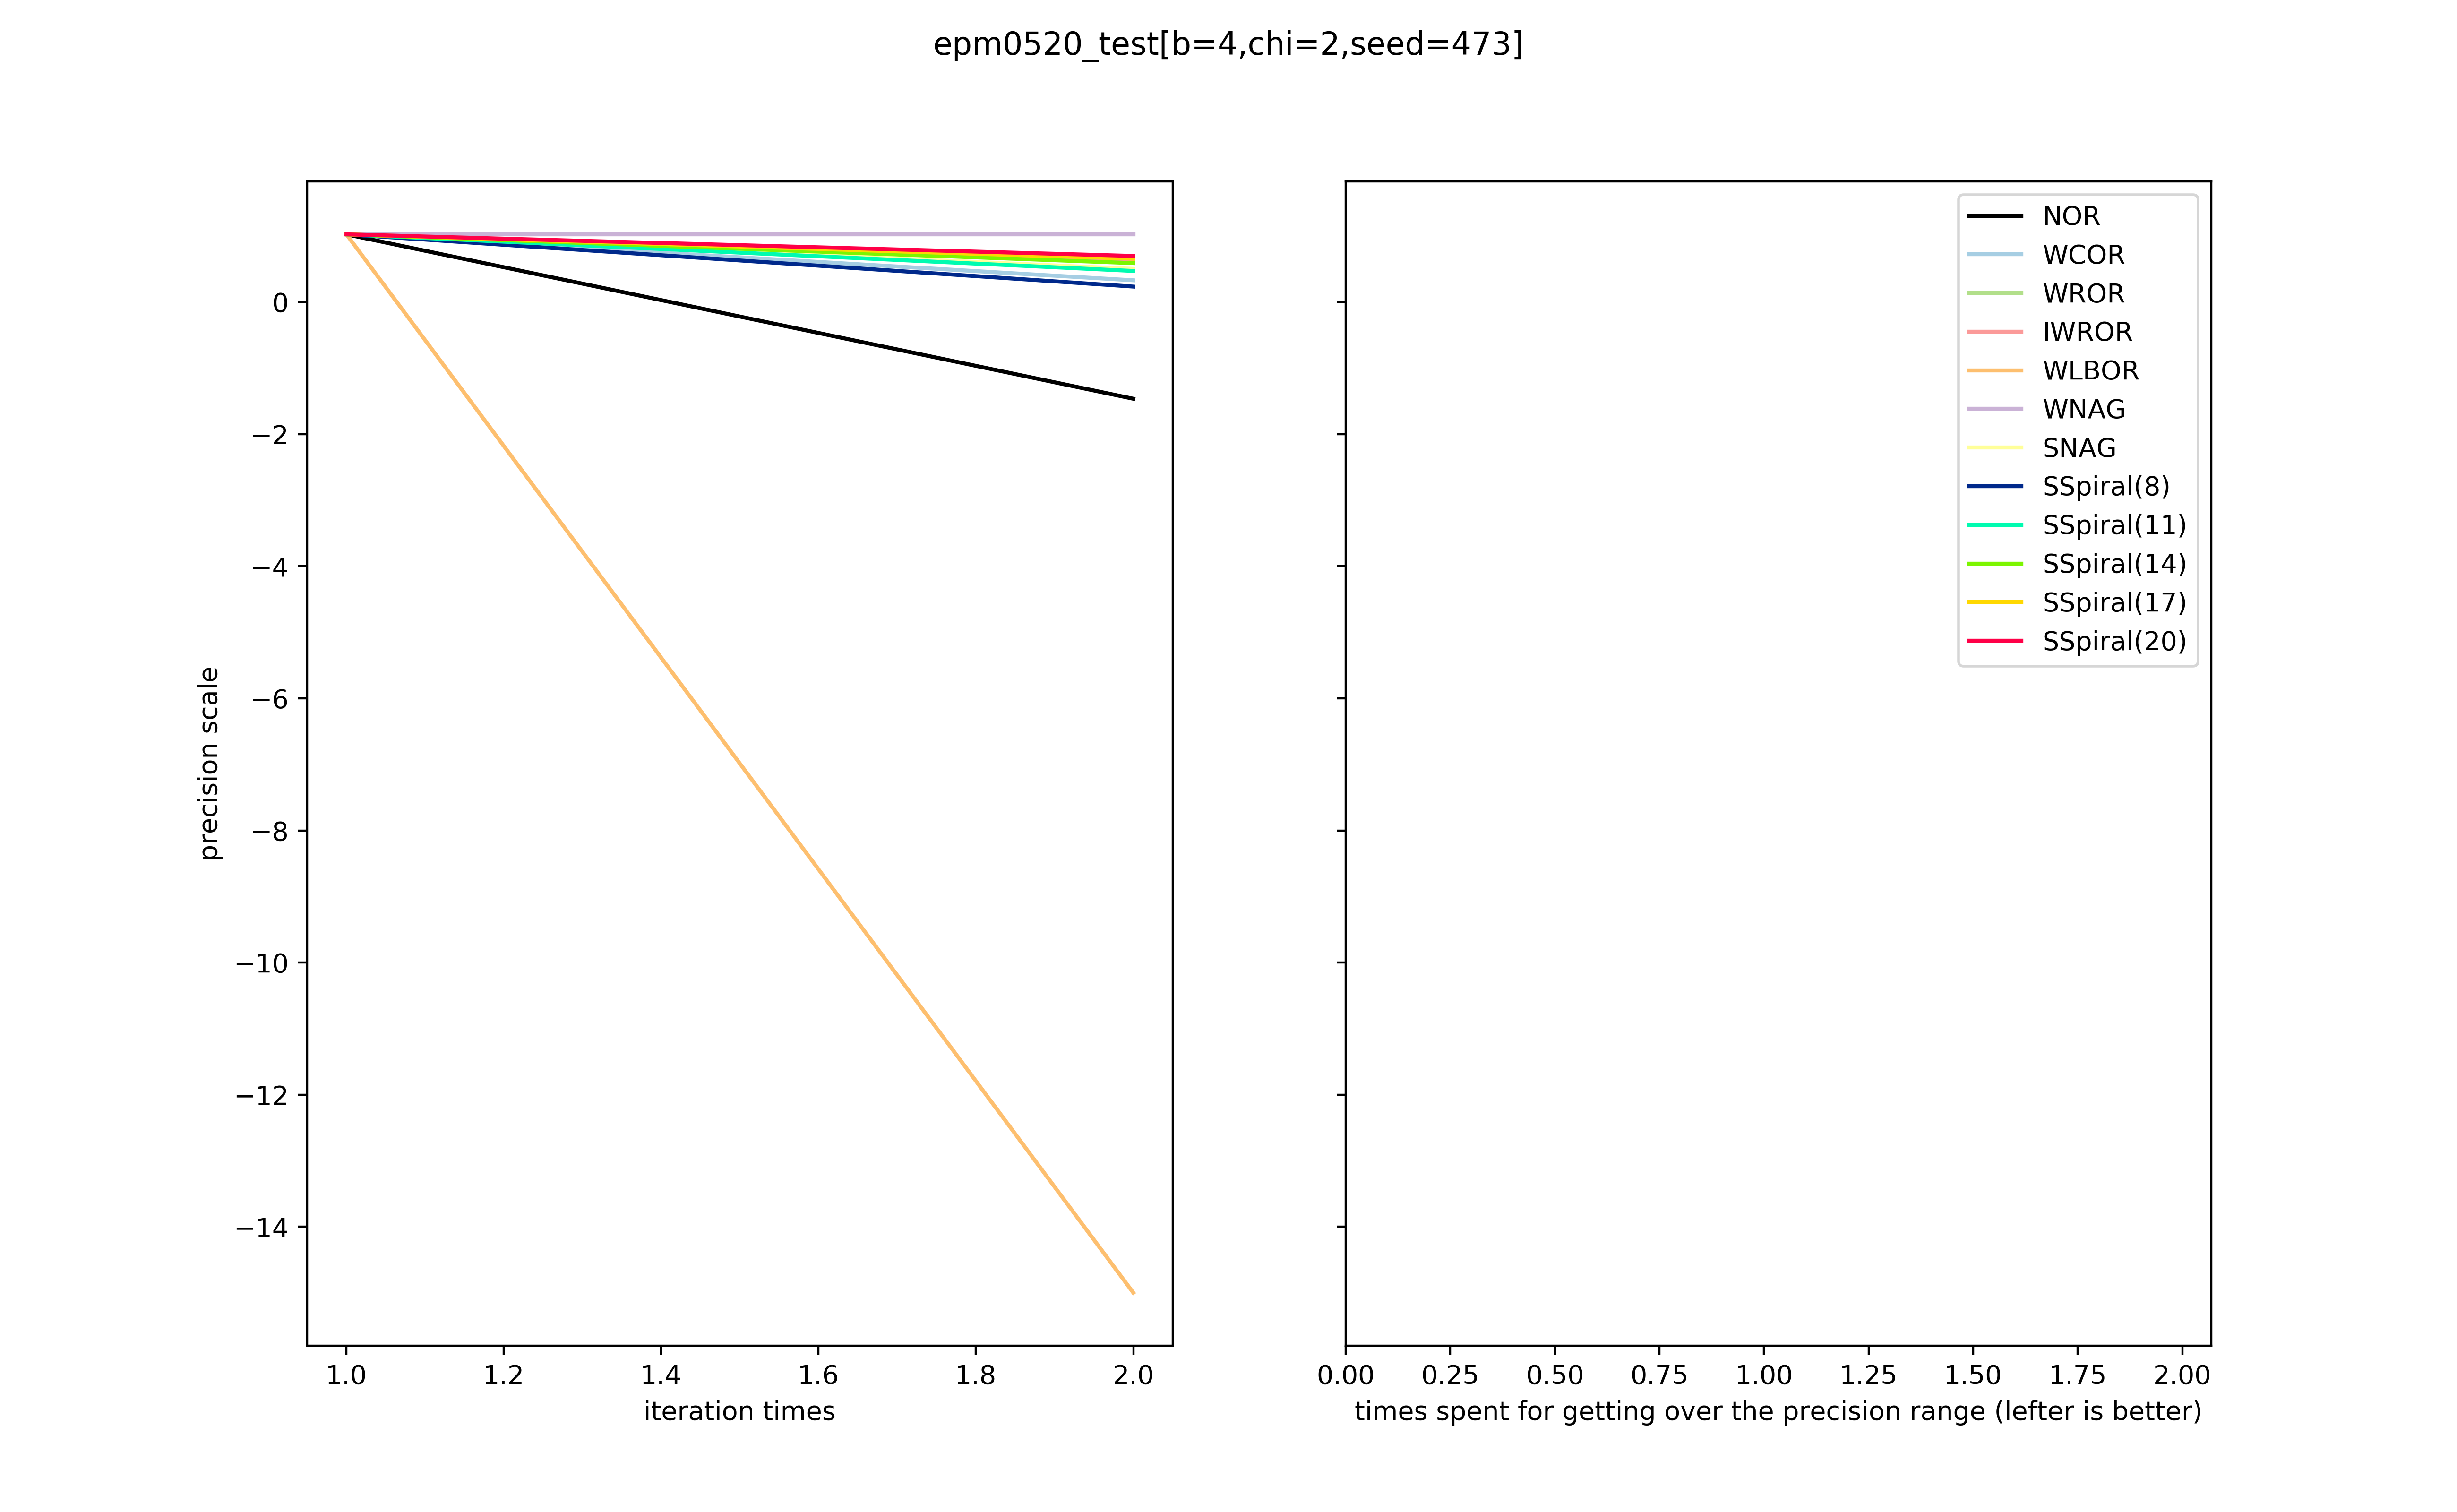 epm0520_test[b=4,chi=2,seed=473]
precision scale
0
−2
−4
−6
−8
−10
−12
−14
1.0 1.2 1.4 1.6 1.8 2.0
iteration times
NOR
WCOR
WROR
IWROR
WLBOR
WNAG
SNAG
SSpiral(8)
SSpiral(11)
SSpiral(14)
SSpiral(17)
SSpiral(20)
0.00 0.25 0.50 0.75 1.00 1.25 1.50 1.75 2.00
times spent for getting over the precision range (lefter is better)